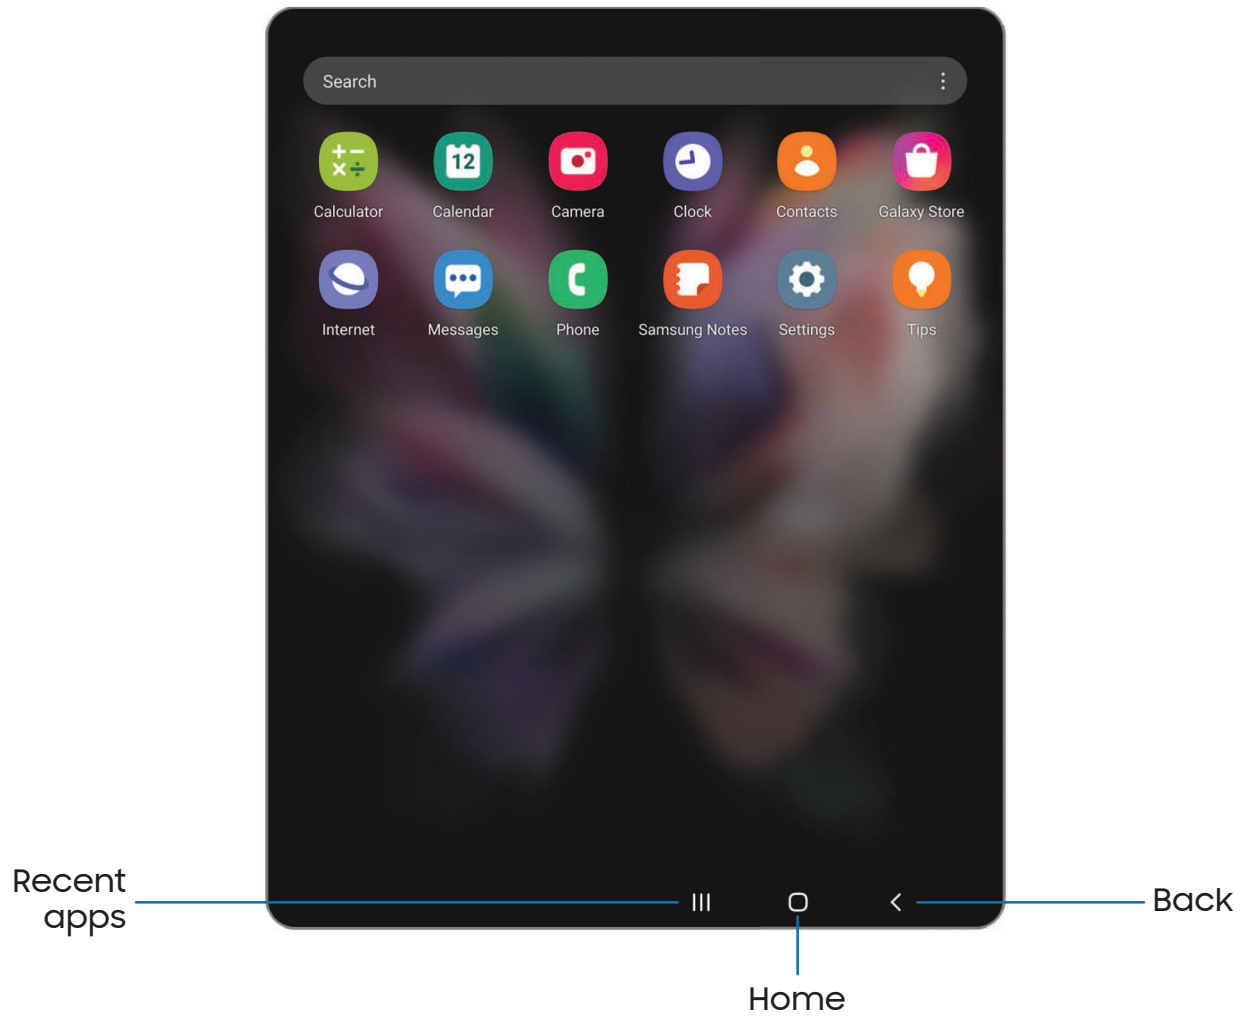 Search
12
Calculator Calendar Camera Clock Contacts Galaxy Store
Internet Messages Phone Samsung Notes Settings Tips
Recent
apps
Back
Home